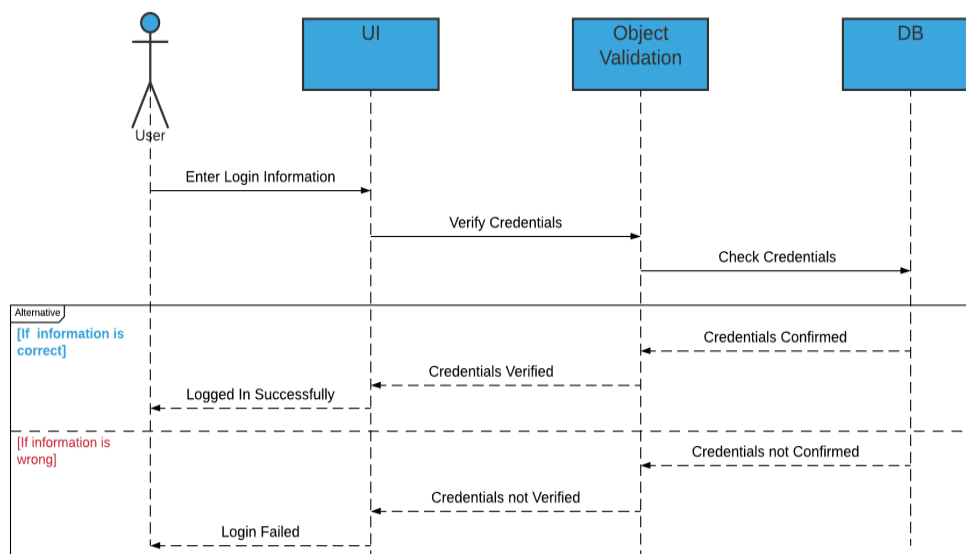 UI
Object
Validation
DB
User
Enter Login Information
Verify Credentials
Check Credentials
Alternative
[If information is
correct]
Credentials Confirmed
Credentials Verified
Logged In Successfully
[If information is
wrong]
Credentials not Confirmed
Credentials not Verified
Login Failed